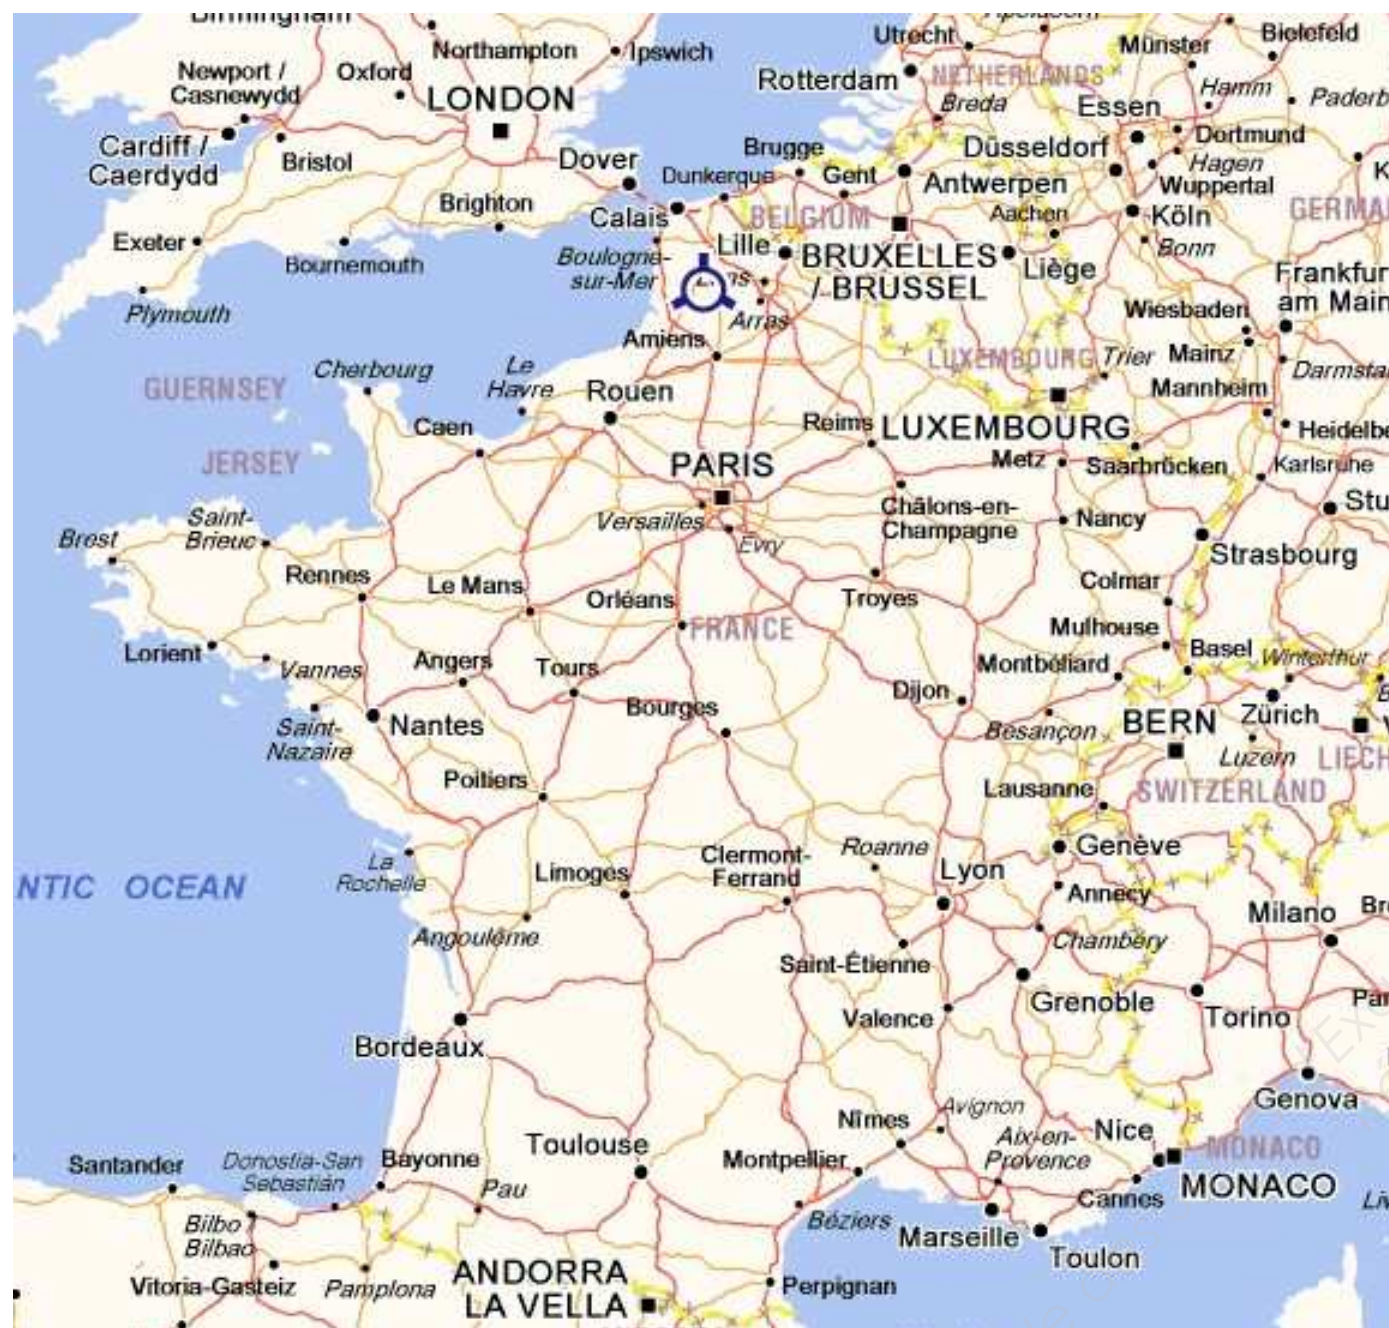 Birmingham
Northampton
Ipswich
Newport /
Casnewydd
Oxford
LONDON
Cardiff /
Caerdydd
Bristol
Dover
Brighton
Exeter
Bournemouth
Plymouth
Utrecht
Apeldoorn
Münster
Bielefeld
Rotterdam
NETHERLANDS
Hamm
Breda
Essen
Paderb
Brugge
Düsseldorf
Dortmund
Hagen
Dunkerque
Gent
Antwerpen
Wuppertal
Calais
BELGIUM
Aachen
Köln
GERMA
Boulogne-
sur-Mer
Lille
BRUXELLES
/ BRUSSEL
Liège
Bonn
Frankfur
am Main
Arras
Wiesbaden
Amiens
LUXEMBOURG
Trier
Mainz
Darmsta
GUERNSEY
Cherbourg
Le
Havre
Rouen
Mannheim
Caen
Reims
LUXEMBOURG
Heidelbe
JERSEY
PARIS
Metz
Saarbrücken
Karlsruhe
Versailles
Evry
Châlons-en-
Champagne
Nancy
Stu
Brest
Saint-
Brieuc
Strasbourg
Rennes
Le Mans
Orléans
Troyes
Colmar
FRANCE
Mulhouse
Lorient
Vannes
Angers
Tours
Montbéliard
Basel
Winterthur
Dijon
Bourges
Nantes
Saint-
Nazaire
Besançon
BERN
Zürich
Luzern
LIECH
Poitiers
Lausanne
SWITZERLAND
La
Rochelle
Limoges
Clermont-
Ferrand
Roanne
Lyon
Genève
NTIC OCEAN
Annecy
Milano
Bre
Angoulême
Saint-Étienne
Chambery
Grenoble
Torino
Par
Bordeaux
Valence
Genova
Nîmes
Avignon
Aix-en-
Provence
Nice
MONACO
Santander
Donostia-San
Sebastián
Bayonne
Toulouse
Montpellier
Pau
Cannes
MONACO
Bilbo /
Bilbao
Béziers
Marseille
Toulon
Vitoria-Gasteiz
Pamplona
ANDORRA
LA VELLA
Perpignan